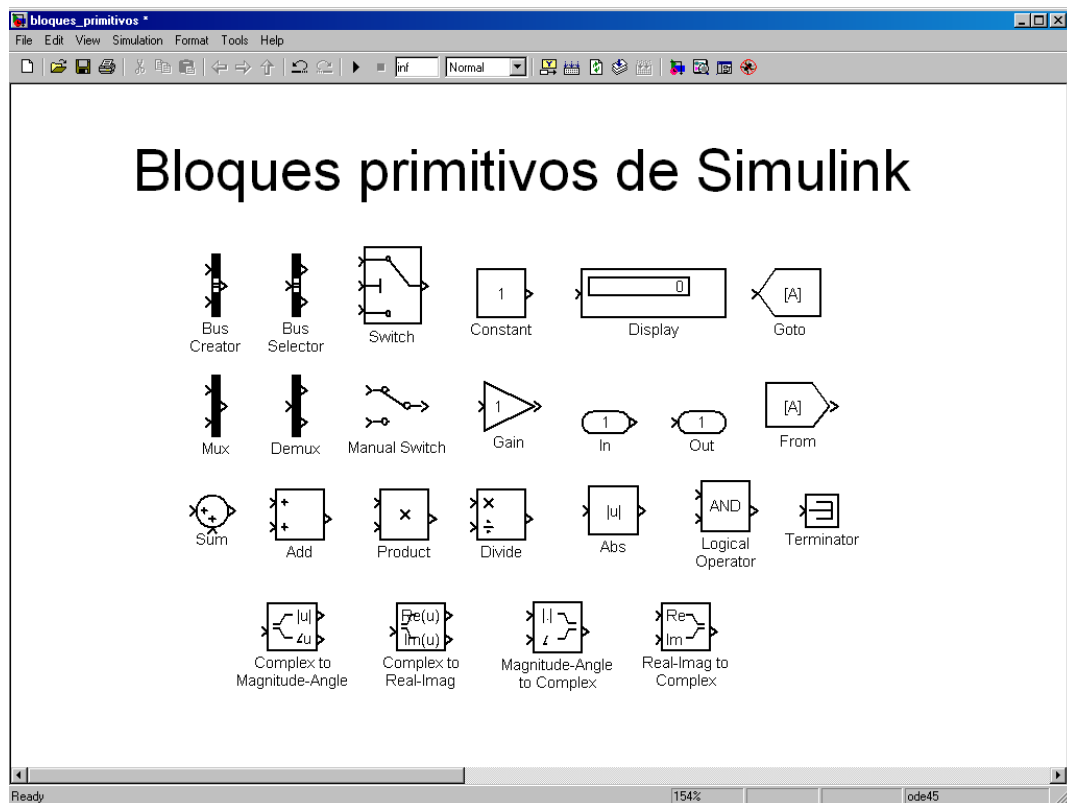 bloques_primitivos *
File Edit View Simulation Format Tools Help
inf Normal
Bloques primitivos de Simulink
1 0 [A]
Bus Creator Bus Selector Switch Constant Display Goto
1 1 1 [A]
Mux Demux Manual Switch Gain In Out From
+ + + + × × ÷ |u| AND
Sum Add Product Divide Abs Logical Operator Terminator
|u| ∠u Re(u) Im(u) |.| ∠ Re Im
Complex to Magnitude-Angle Complex to Real-Imag Magnitude-Angle to Complex Real-Imag to Complex
Ready 154% ode45